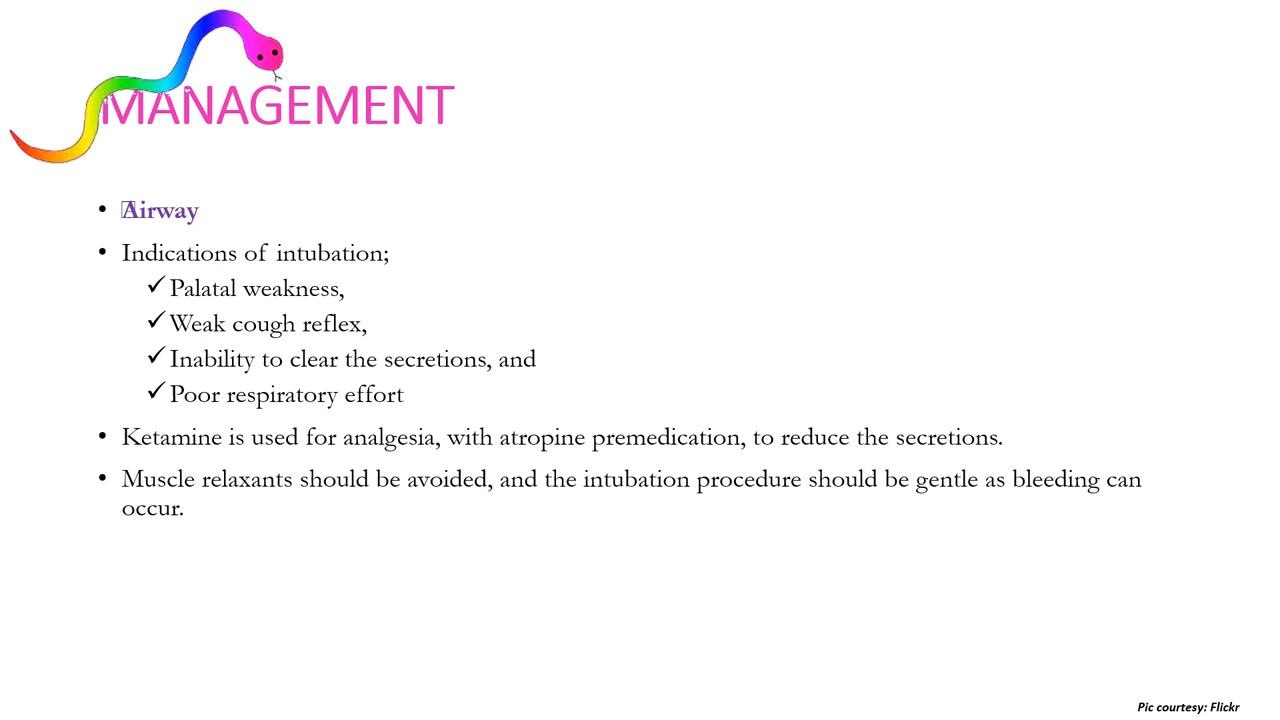 MANAGEMENT
• Airway
• Indications of intubation;
✓ Palatal weakness,
✓ Weak cough reflex,
✓ Inability to clear the secretions, and
✓ Poor respiratory effort
• Ketamine is used for analgesia, with atropine premedication, to reduce the secretions.
• Muscle relaxants should be avoided, and the intubation procedure should be gentle as bleeding can
occur.
Pic courtesy: Flickr